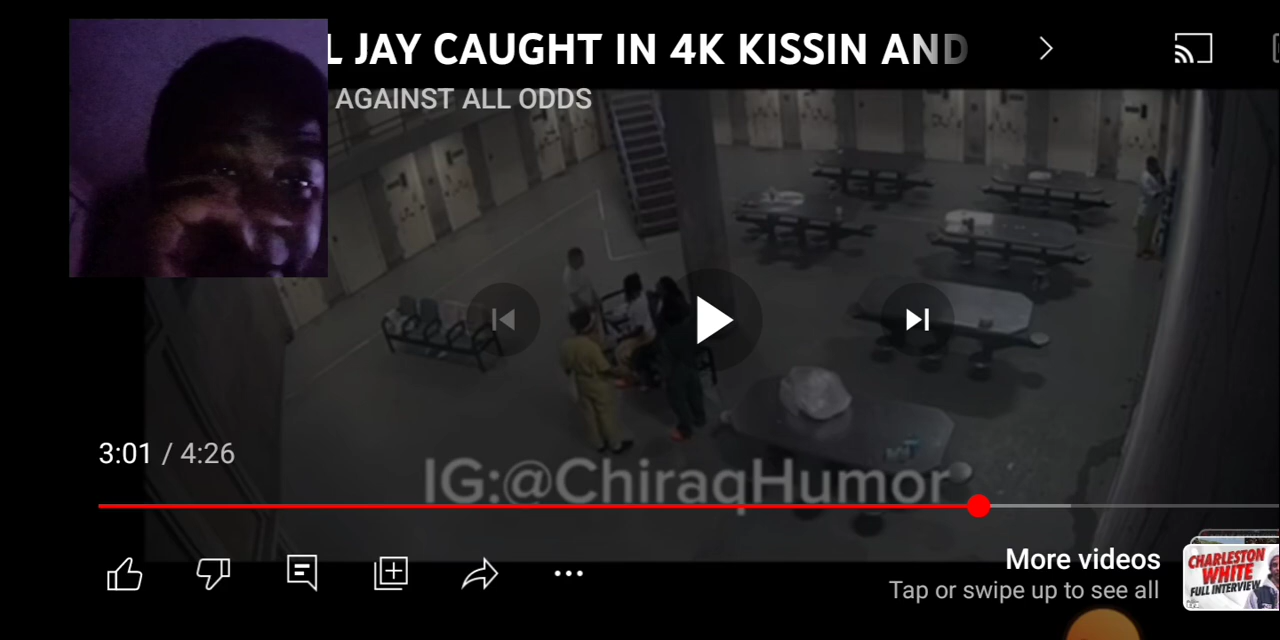 L JAY CAUGHT IN 4K KISSIN AND
AGAINST ALL ODDS
3:01 / 4:26
IG:@ChiraqHumor
More videos
Tap or swipe up to see all
CHARLESTON
WHITE
FULL INTERVIEW